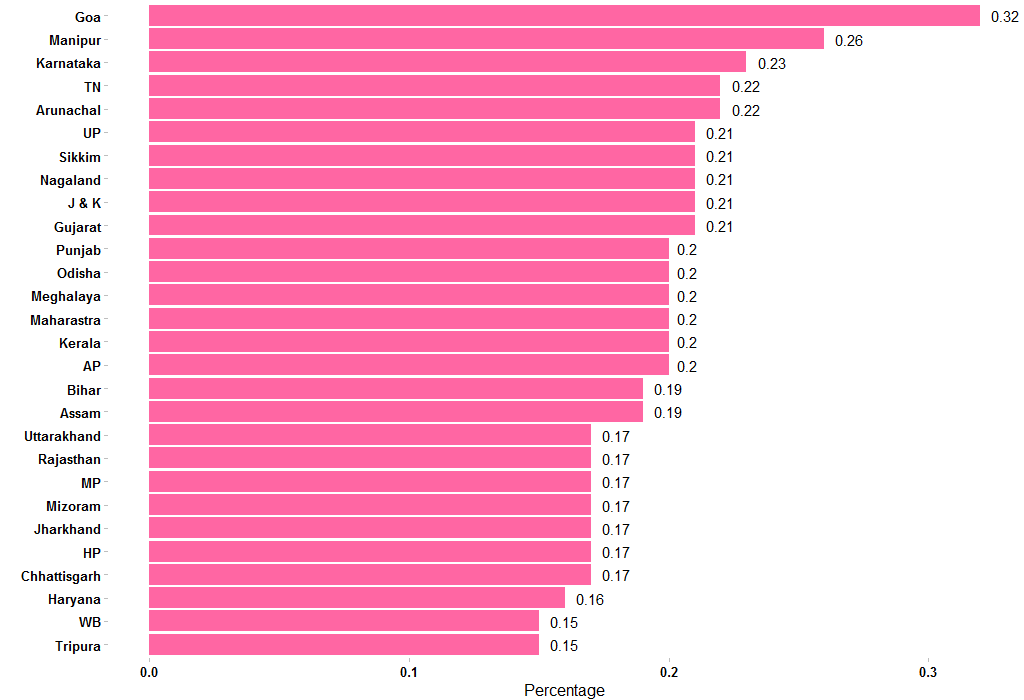 Goa 0.32
Manipur 0.26
Karnataka 0.23
TN 0.22
Arunachal 0.22
UP 0.21
Sikkim 0.21
Nagaland 0.21
J & K 0.21
Gujarat 0.21
Punjab 0.2
Odisha 0.2
Meghalaya 0.2
Maharastra 0.2
Kerala 0.2
AP 0.2
Bihar 0.19
Assam 0.19
Uttarakhand 0.17
Rajasthan 0.17
MP 0.17
Mizoram 0.17
Jharkhand 0.17
HP 0.17
Chhattisgarh 0.17
Haryana 0.16
WB 0.15
Tripura 0.15
0.0 0.1 0.2 0.3
Percentage